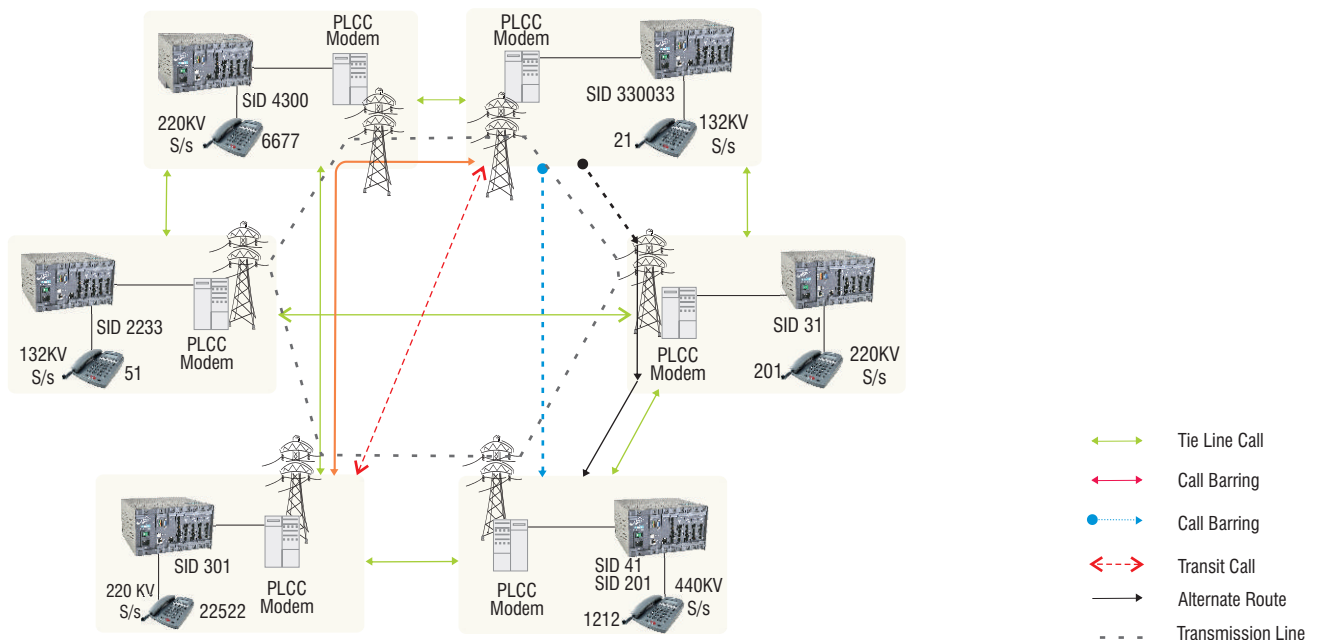 PLCC
Modem
SID 4300
220KV
S/s
6677
PLCC
Modem
SID 330033
21
132KV
S/s
SID 2233
PLCC
Modem
132KV
S/s
51
SID 31
PLCC
Modem
201
220KV
S/s
SID 301
PLCC
Modem
220 KV
S/s
22522
SID 41
SID 201
PLCC
Modem
1212
440KV
S/s
Tie Line Call
Call Barring
Call Barring
Transit Call
Alternate Route
Transmission Line